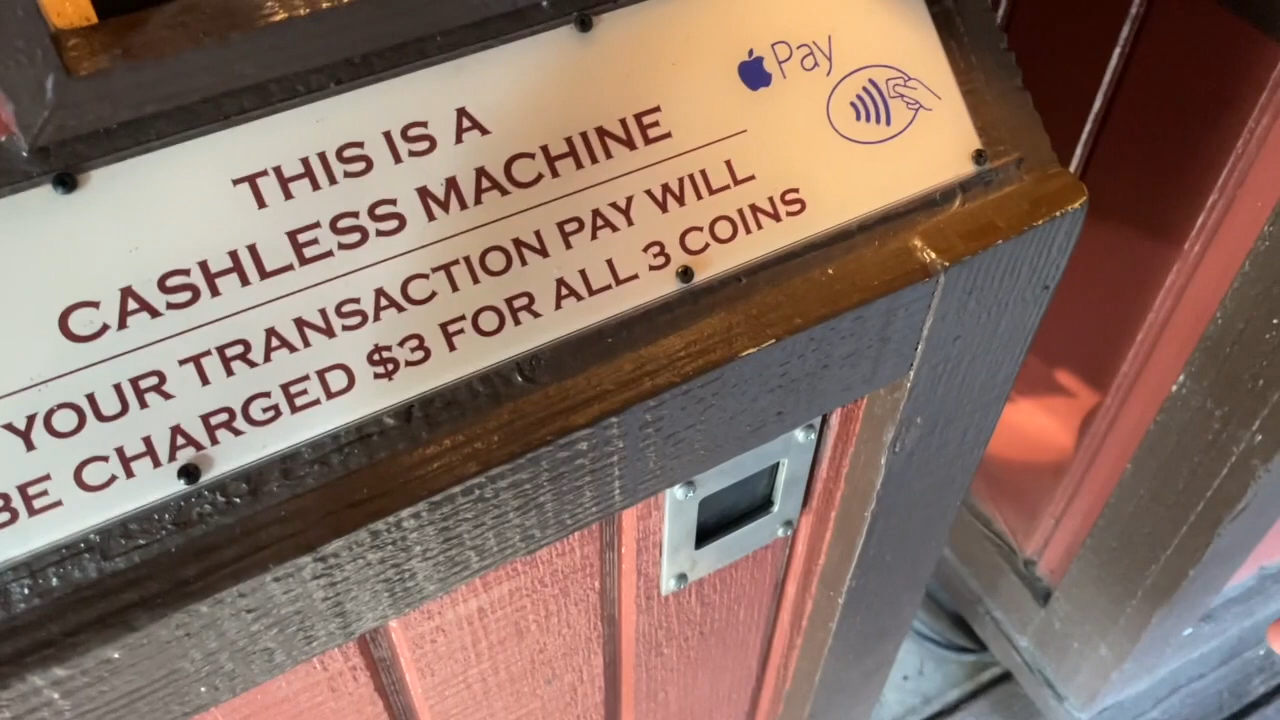 Pay
THIS IS A
CASHLESS MACHINE
YOUR TRANSACTION PAY WILL
BE CHARGED $3 FOR ALL 3 COINS